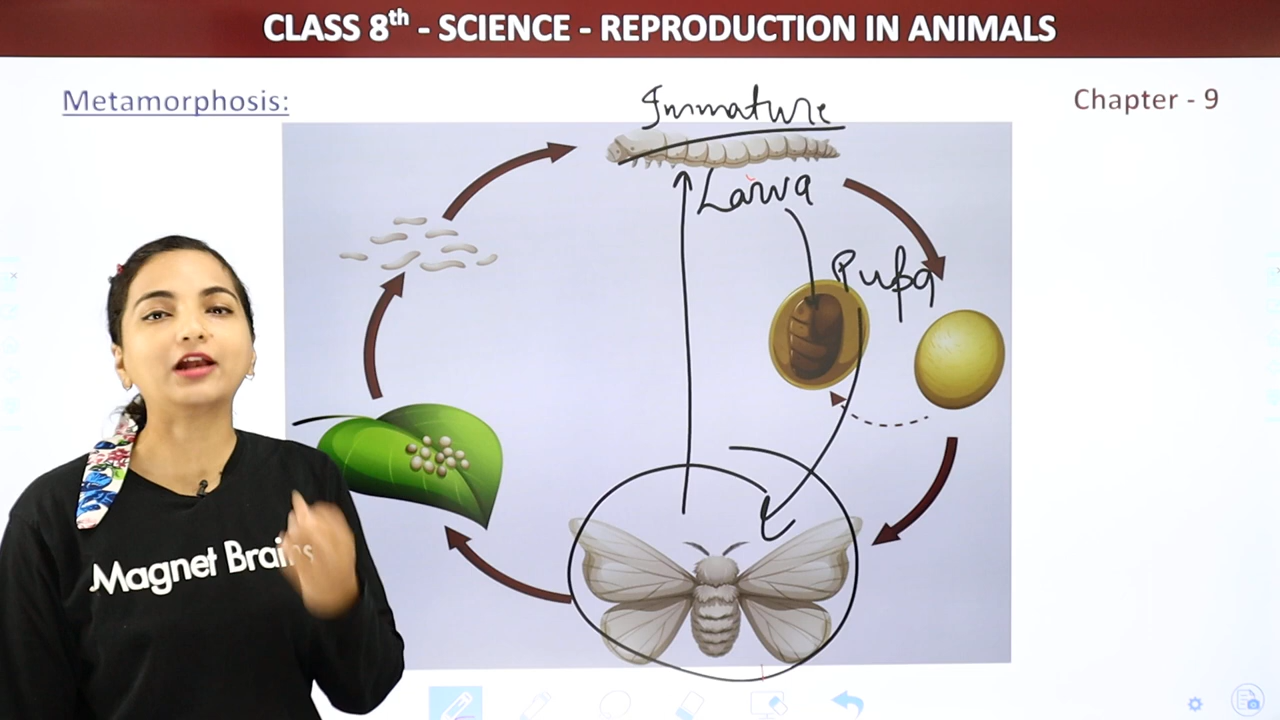 CLASS 8th - SCIENCE - REPRODUCTION IN ANIMALS
Metamorphosis:
Chapter - 9
Immature
Larva
Pupa
Magnet Brains